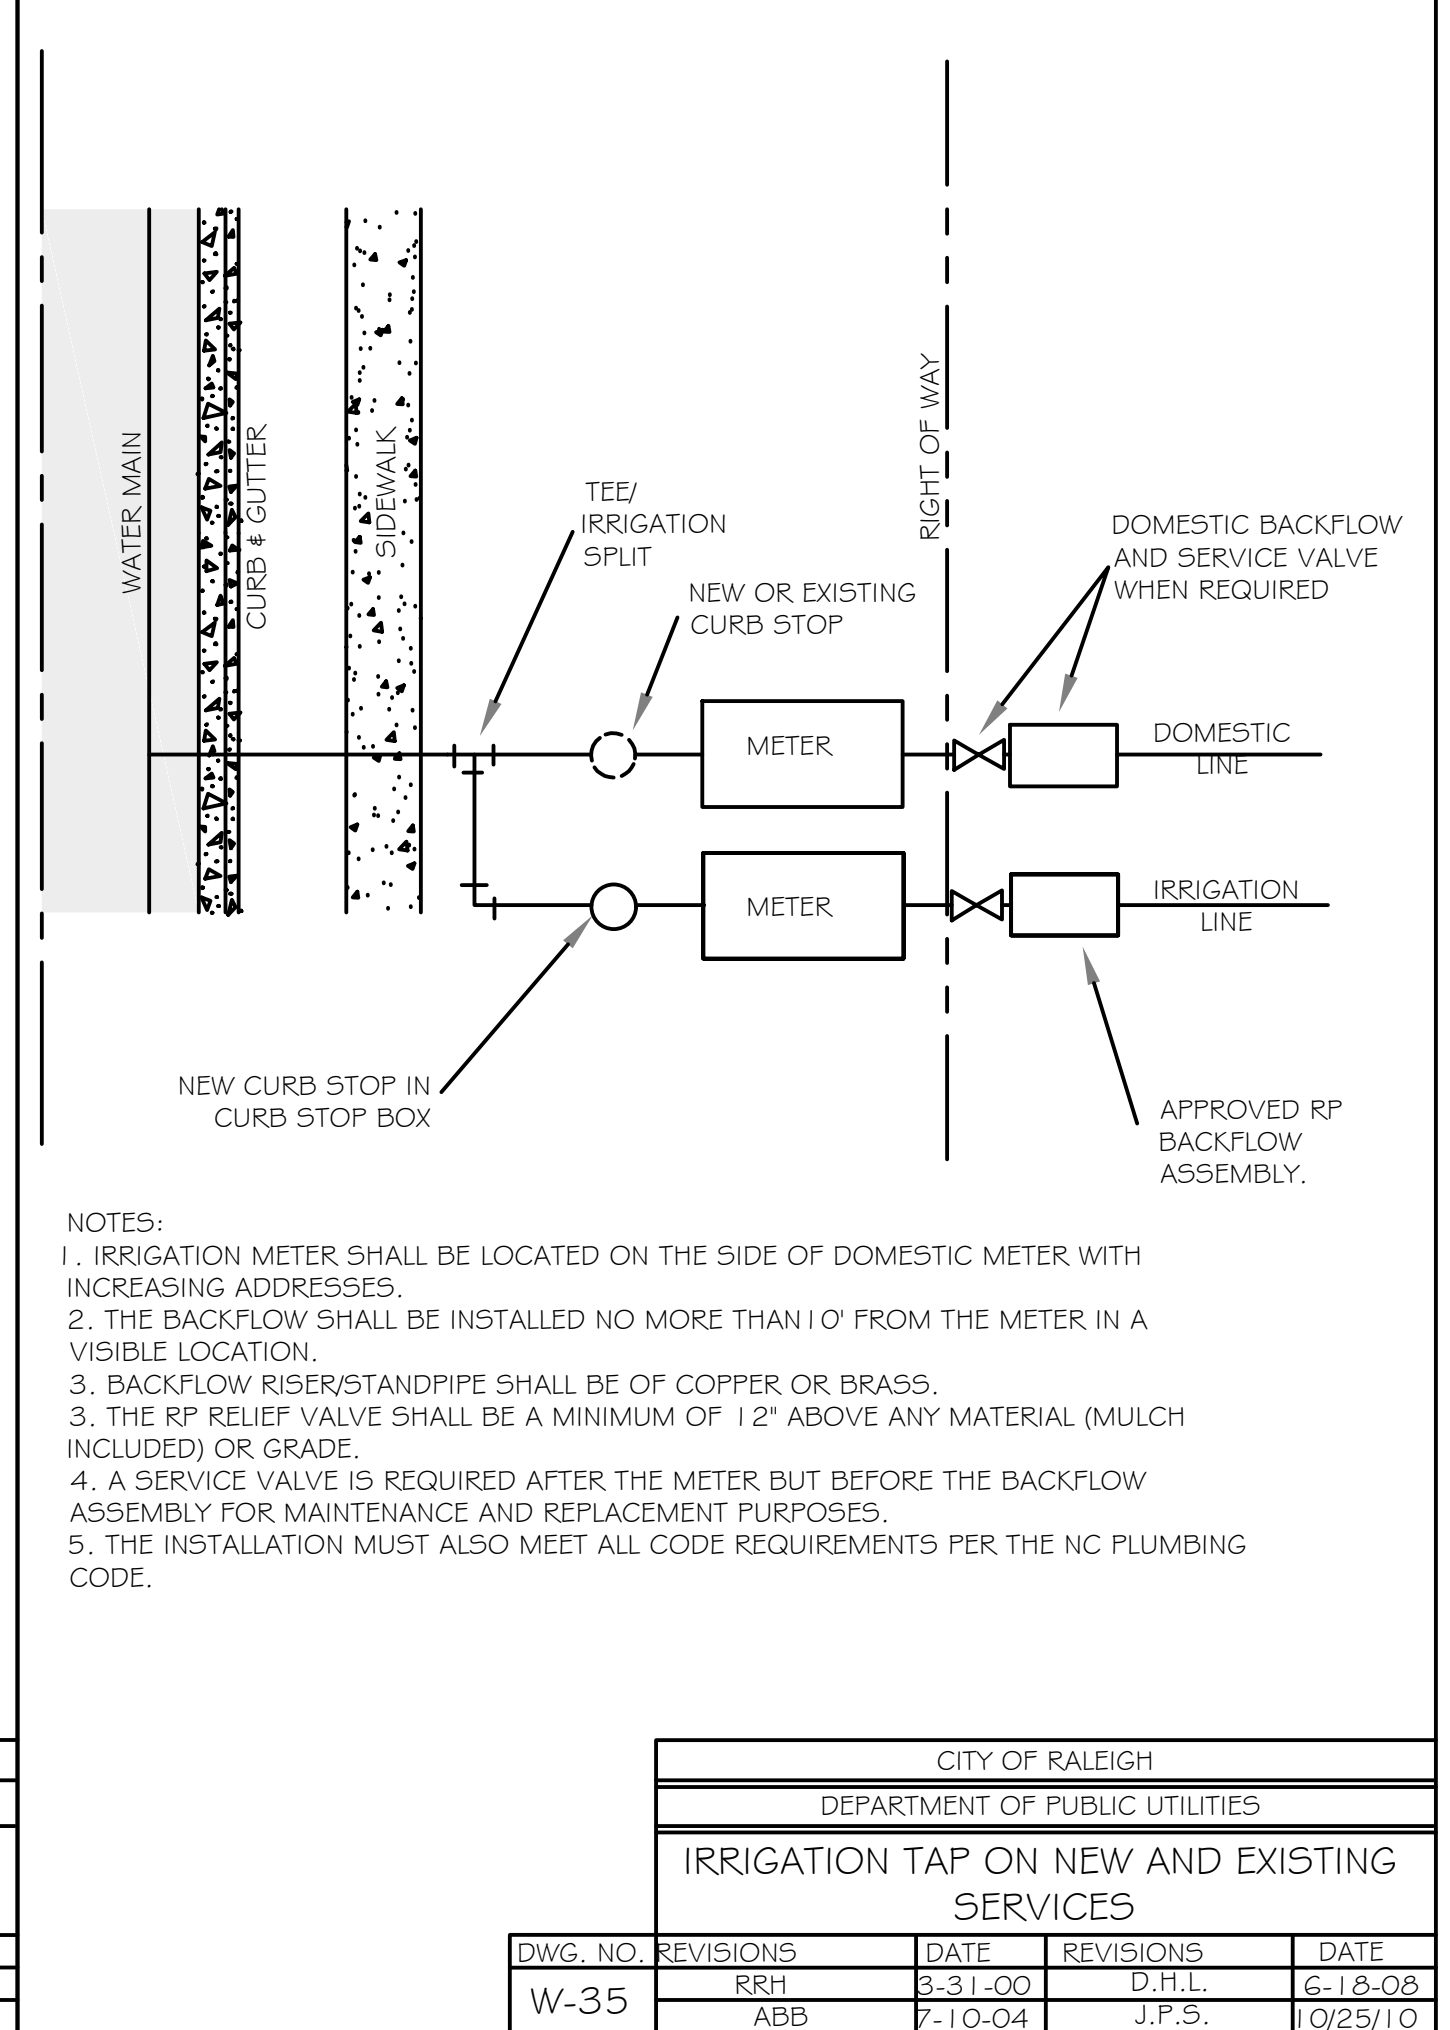 WATER MAIN
CURB & GUTTER
SIDEWALK
RIGHT OF WAY
TEE/
IRRIGATION
SPLIT
NEW OR EXISTING
CURB STOP
DOMESTIC BACKFLOW
AND SERVICE VALVE
WHEN REQUIRED
METER
DOMESTIC
LINE
METER
IRRIGATION
LINE
NEW CURB STOP IN
CURB STOP BOX
APPROVED RP
BACKFLOW
ASSEMBLY.
NOTES:
1. IRRIGATION METER SHALL BE LOCATED ON THE SIDE OF DOMESTIC METER WITH
INCREASING ADDRESSES.
2. THE BACKFLOW SHALL BE INSTALLED NO MORE THAN10' FROM THE METER IN A
VISIBLE LOCATION.
3. BACKFLOW RISER/STANDPIPE SHALL BE OF COPPER OR BRASS.
3. THE RP RELIEF VALVE SHALL BE A MINIMUM OF 12" ABOVE ANY MATERIAL (MULCH
INCLUDED) OR GRADE.
4. A SERVICE VALVE IS REQUIRED AFTER THE METER BUT BEFORE THE BACKFLOW
ASSEMBLY FOR MAINTENANCE AND REPLACEMENT PURPOSES.
5. THE INSTALLATION MUST ALSO MEET ALL CODE REQUIREMENTS PER THE NC PLUMBING
CODE.
CITY OF RALEIGH
DEPARTMENT OF PUBLIC UTILITIES
IRRIGATION TAP ON NEW AND EXISTING
SERVICES
DWG. NO. REVISIONS DATE REVISIONS DATE
W-35
RRH 3-31-00 D.H.L. 6-18-08
ABB 7-10-04 J.P.S. 10/25/10